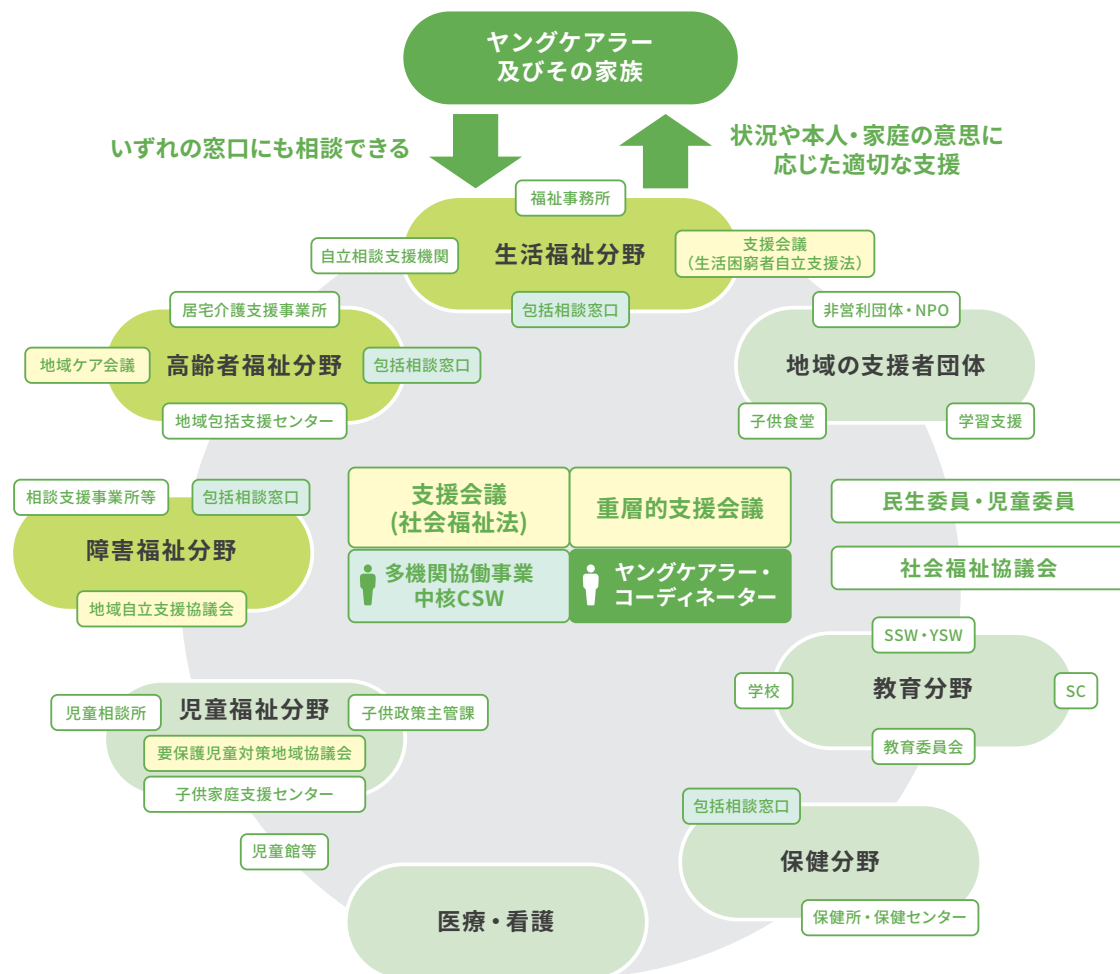 ヤングケアラー
及びその家族
いずれの窓口にも相談できる
状況や本人・家庭の意思に
応じた適切な支援
福祉事務所
自立相談支援機関
生活福祉分野
支援会議
（生活困窮者自立支援法）
包括相談窓口
居宅介護支援事業所
地域ケア会議
高齢者福祉分野
包括相談窓口
地域包括支援センター
非営利団体・NPO
地域の支援者団体
子供食堂
学習支援
相談支援事業所等
包括相談窓口
障害福祉分野
地域自立支援協議会
支援会議
(社会福祉法)
重層的支援会議
多機関協働事業
中核CSW
ヤングケアラー・
コーディネーター
民生委員・児童委員
社会福祉協議会
SSW・YSW
学校
教育分野
SC
教育委員会
児童相談所
児童福祉分野
子供政策主管課
要保護児童対策地域協議会
子供家庭支援センター
児童館等
包括相談窓口
保健分野
保健所・保健センター
医療・看護